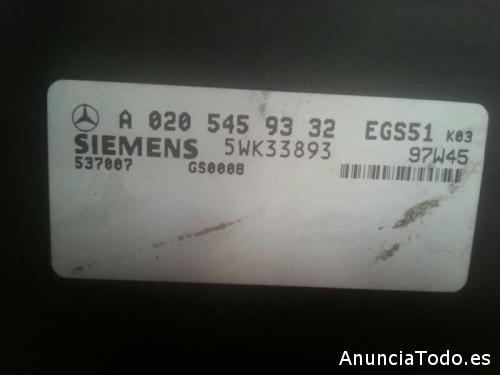 A 020 545 93 32 EGS51 K03
SIEMENS 5WK33893 97W45
537007 GS0008
AnunciaTodo.es